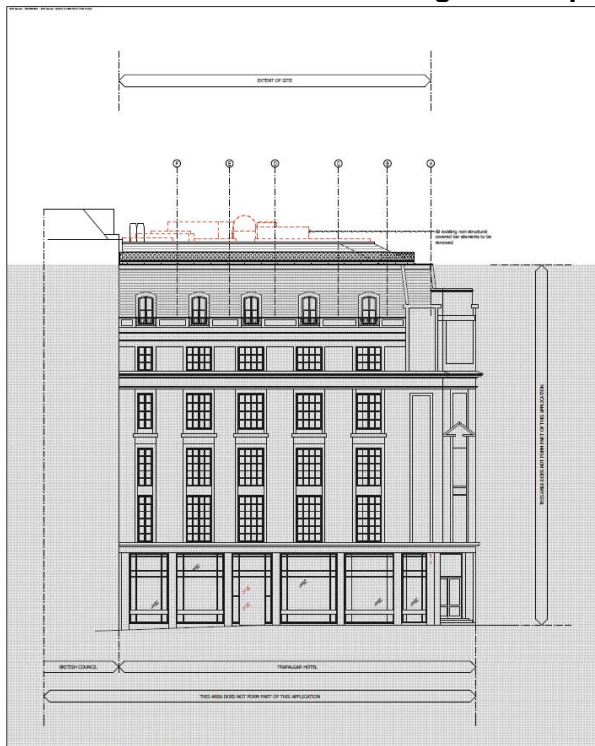 EXTENT OF SITE
F E D C B A
All existing non-structural
covered bar elements to be
removed
THIS AREA DOES NOT FORM PART OF THIS APPLICATION
BRITISH COUNCIL
TRAFALGAR HOTEL
THIS AREA DOES NOT FORM PART OF THIS APPLICATION